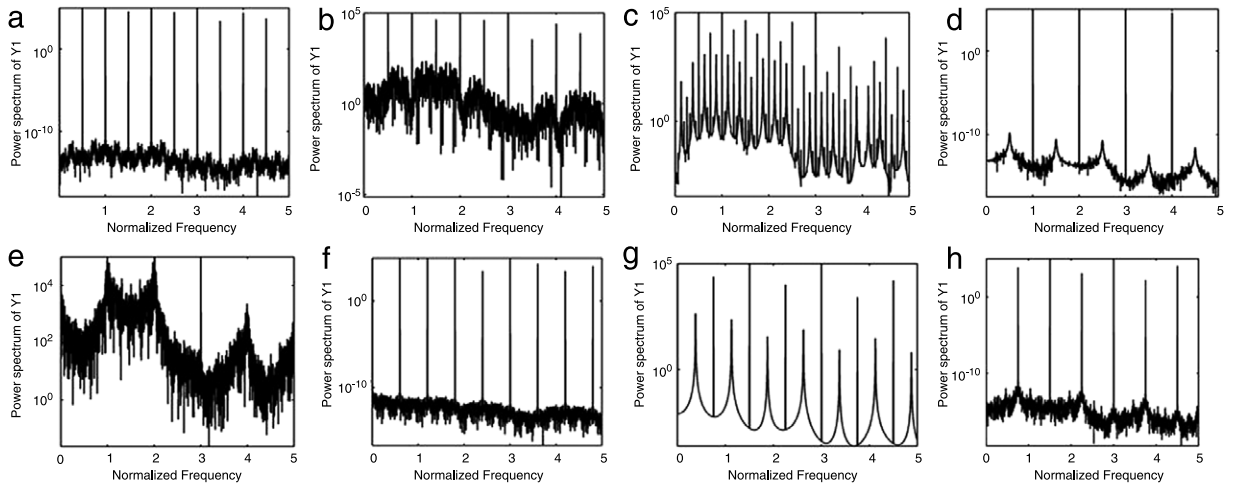 a
Power spectrum of Y1
10^0
10^-10
1 2 3 4 5
Normalized Frequency
b
Power spectrum of Y1
10^5
10^0
10^-5
0 1 2 3 4 5
Normalized Frequency
c
Power spectrum of Y1
10^5
10^0
0 1 2 3 4 5
Normalized Frequency
d
Power spectrum of Y1
10^0
10^-10
0 1 2 3 4 5
Normalized Frequency
e
Power spectrum of Y1
10^4
10^2
10^0
0 1 2 3 4 5
Normalized Frequency
f
Power spectrum of Y1
10^0
10^-10
0 1 2 3 4 5
Normalized Frequency
g
Power spectrum of Y1
10^5
10^0
0 1 2 3 4 5
Normalized Frequency
h
Power spectrum of Y1
10^0
10^-10
0 1 2 3 4 5
Normalized Frequency